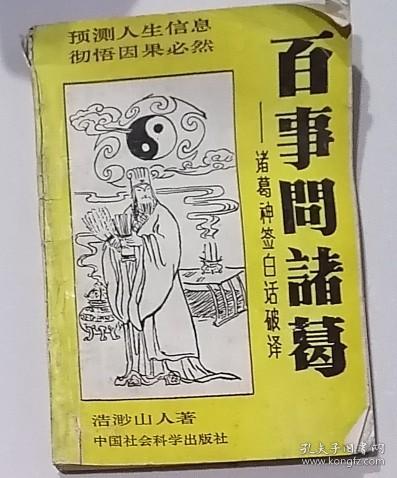 预测人生信息
彻悟因果必然
百事問諸葛
——诸葛神签白话破译
浩渺山人著
中国社会科学出版社
孔夫子旧书网
www.kongfz.com